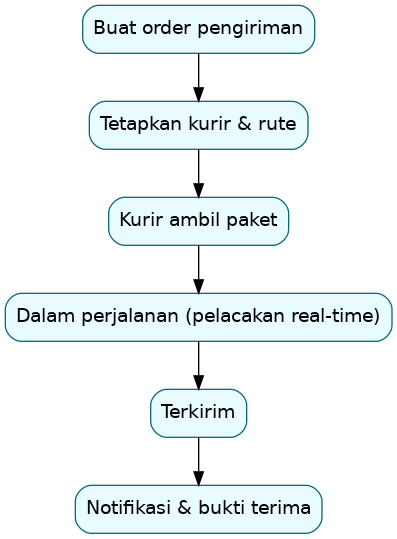 Buat order pengiriman
Tetapkan kurir & rute
Kurir ambil paket
Dalam perjalanan (pelacakan real-time)
Terkirim
Notifikasi & bukti terima